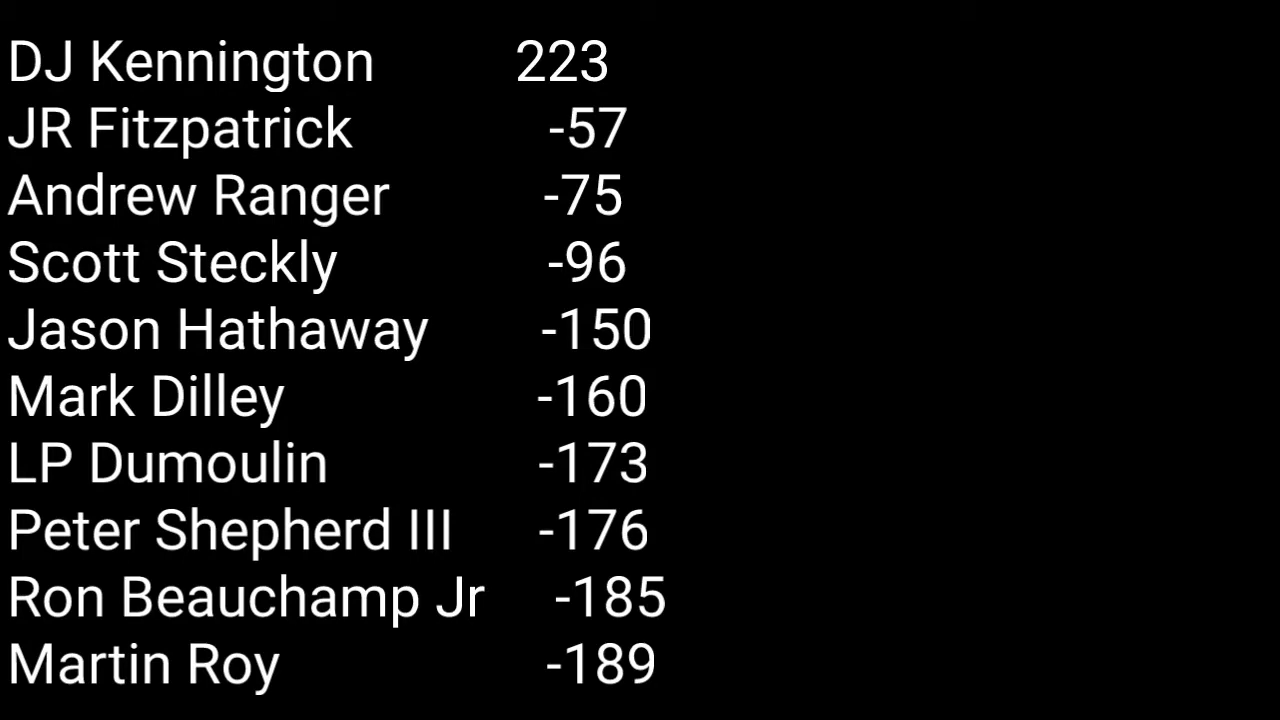 DJ Kennington 223
JR Fitzpatrick -57
Andrew Ranger -75
Scott Steckly -96
Jason Hathaway -150
Mark Dilley -160
LP Dumoulin -173
Peter Shepherd III -176
Ron Beauchamp Jr -185
Martin Roy -189